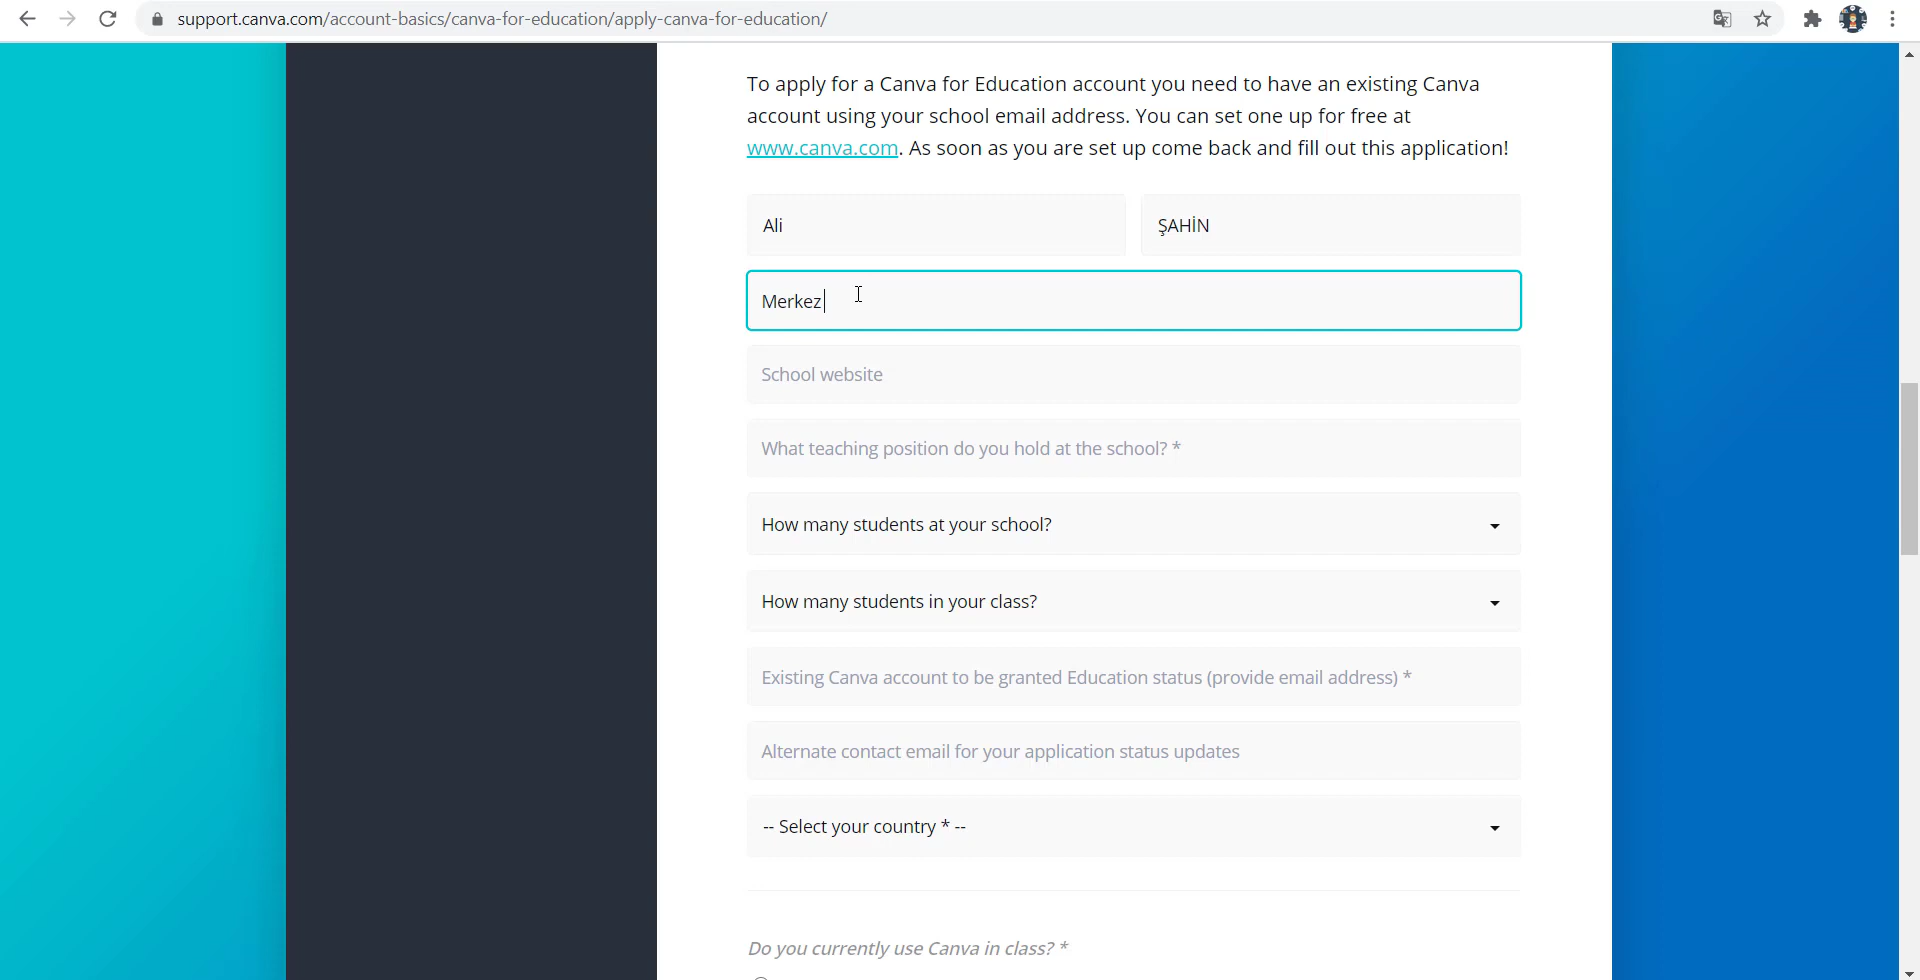 support.canva.com/account-basics/canva-for-education/apply-canva-for-education/
To apply for a Canva for Education account you need to have an existing Canva
account using your school email address. You can set one up for free at
www.canva.com. As soon as you are set up come back and fill out this application!
Ali
ŞAHİN
Merkez
School website
What teaching position do you hold at the school? *
How many students at your school?
How many students in your class?
Existing Canva account to be granted Education status (provide email address) *
Alternate contact email for your application status updates
-- Select your country * --
Do you currently use Canva in class? *